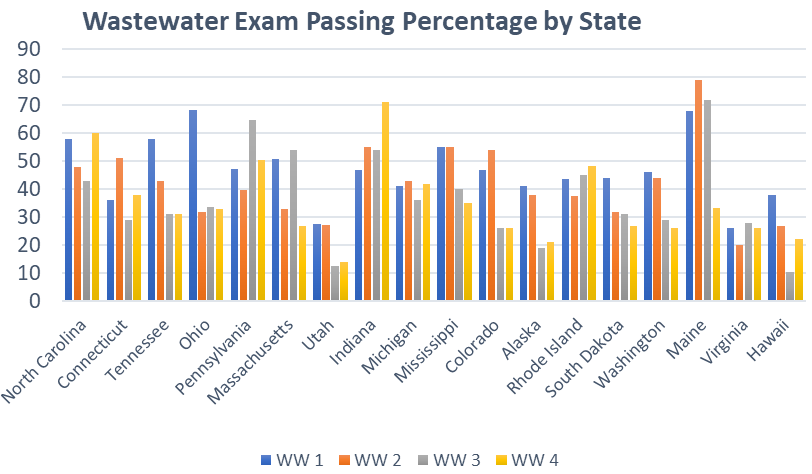 Wastewater Exam Passing Percentage by State
90
80
70
60
50
40
30
20
10
0
North Carolina
Connecticut
Tennessee
Ohio
Pennsylvania
Massachusetts
Utah
Indiana
Michigan
Mississippi
Colorado
Alaska
Rhode Island
South Dakota
Washington
Maine
Virginia
Hawaii
WW 1 WW 2 WW 3 WW 4